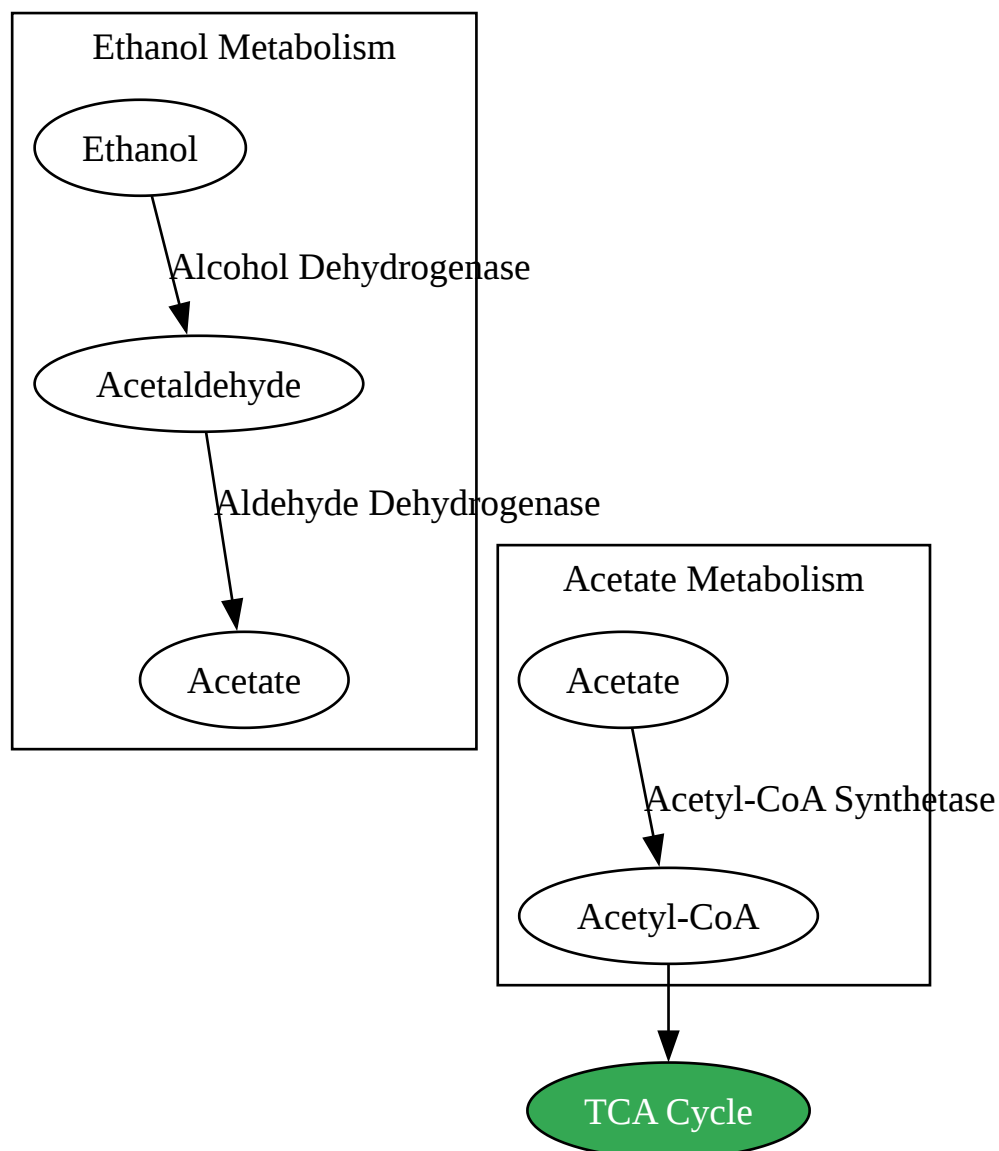 Ethanol Metabolism
Ethanol
Alcohol Dehydrogenase
Acetaldehyde
Aldehyde Dehydrogenase
Acetate
Acetate Metabolism
Acetate
Acetyl-CoA Synthetase
Acetyl-CoA
TCA Cycle